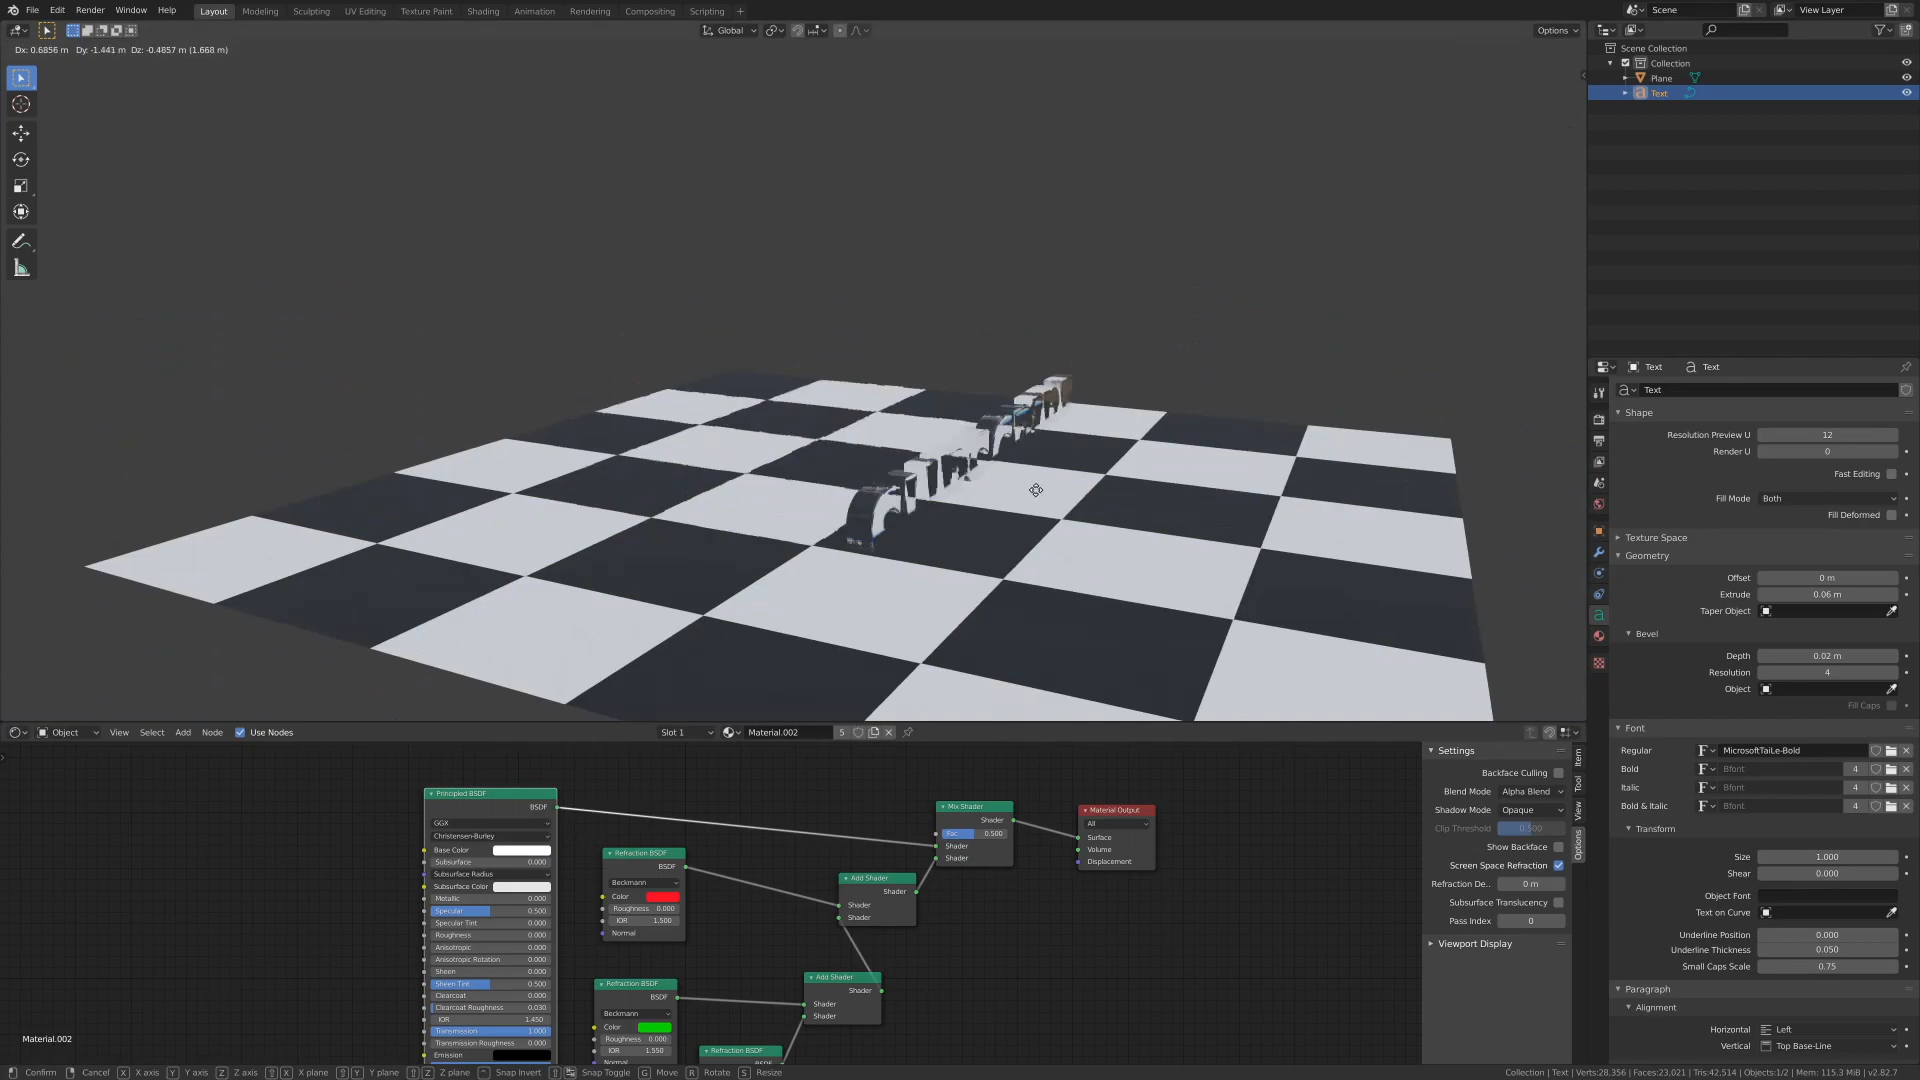 File Edit Render Window Help Layout Modeling Sculpting UV Editing Texture Paint Shading Animation Rendering Compositing Scripting +
Scene
View Layer
Global
Options
Dx: 0.6856 m Dy: -1.441 m Dz: -0.4857 m (1.668 m)
Scene Collection
Collection
Plane
Text
Text
Text
Text
Shape
Resolution Preview U 12
Render U 0
Fast Editing
Fill Mode Both
Fill Deformed
Texture Space
Geometry
Offset 0 m
Extrude 0.06 m
Taper Object
Bevel
Depth 0.02 m
Resolution 4
Object
Fill Caps
Font
Regular MicrosoftTaiLe-Bold
Bold Bfont 4
Italic Bfont 4
Bold & Italic Bfont 4
Transform
Size 1.000
Shear 0.000
Object Font
Text on Curve
Underline Position 0.000
Underline Thickness 0.050
Small Caps Scale 0.75
Paragraph
Alignment
Horizontal Left
Vertical Top Base-Line
Object View Select Add Node Use Nodes Slot 1 Material.002 5
Settings
Backface Culling
Blend Mode Alpha Blend
Shadow Mode Opaque
Clip Threshold 0.500
Show Backface
Screen Space Refraction
Refraction De.. 0 m
Subsurface Translucency
Pass Index 0
Viewport Display
Item
Tool
View
Options
Principled BSDF
BSDF
GGX
Christensen-Burley
Base Color
Subsurface 0.000
Subsurface Radius
Subsurface Color
Metallic 0.000
Specular 0.500
Specular Tint 0.000
Roughness 0.000
Anisotropic 0.000
Anisotropic Rotation 0.000
Sheen 0.000
Sheen Tint 0.500
Clearcoat 0.000
Clearcoat Roughness 0.030
IOR 1.450
Transmission 1.000
Transmission Roughness 0.000
Emission
Refraction BSDF
BSDF
Beckmann
Color
Roughness 0.000
IOR 1.500
Normal
Refraction BSDF
BSDF
Beckmann
Color
Roughness 0.000
IOR 1.550
Normal
Refraction BSDF
Add Shader
Shader
Shader
Shader
Add Shader
Shader
Shader
Shader
Mix Shader
Shader
Fac 0.500
Shader
Shader
Material Output
All
Surface
Volume
Displacement
Material.002
Confirm Cancel X X axis Y Y axis Z Z axis X X plane Y Y plane Z Z plane Snap Invert Snap Toggle G Move R Rotate S Resize
Collection | Text | Verts:28,356 | Faces:23,021 | Tris:42,514 | Objects:1/2 | Mem: 115.3 MiB | v2.82.7